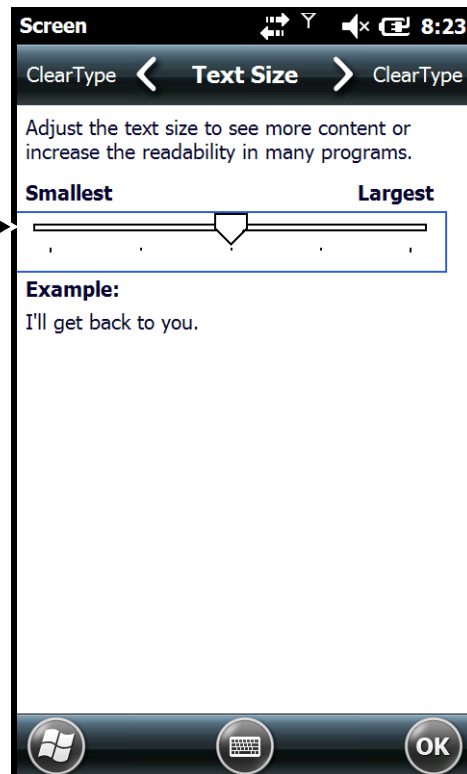 Screen 8:23
ClearType Text Size ClearType
Adjust the text size to see more content or
increase the readability in many programs.
Smallest Largest
Example:
I'll get back to you.
OK